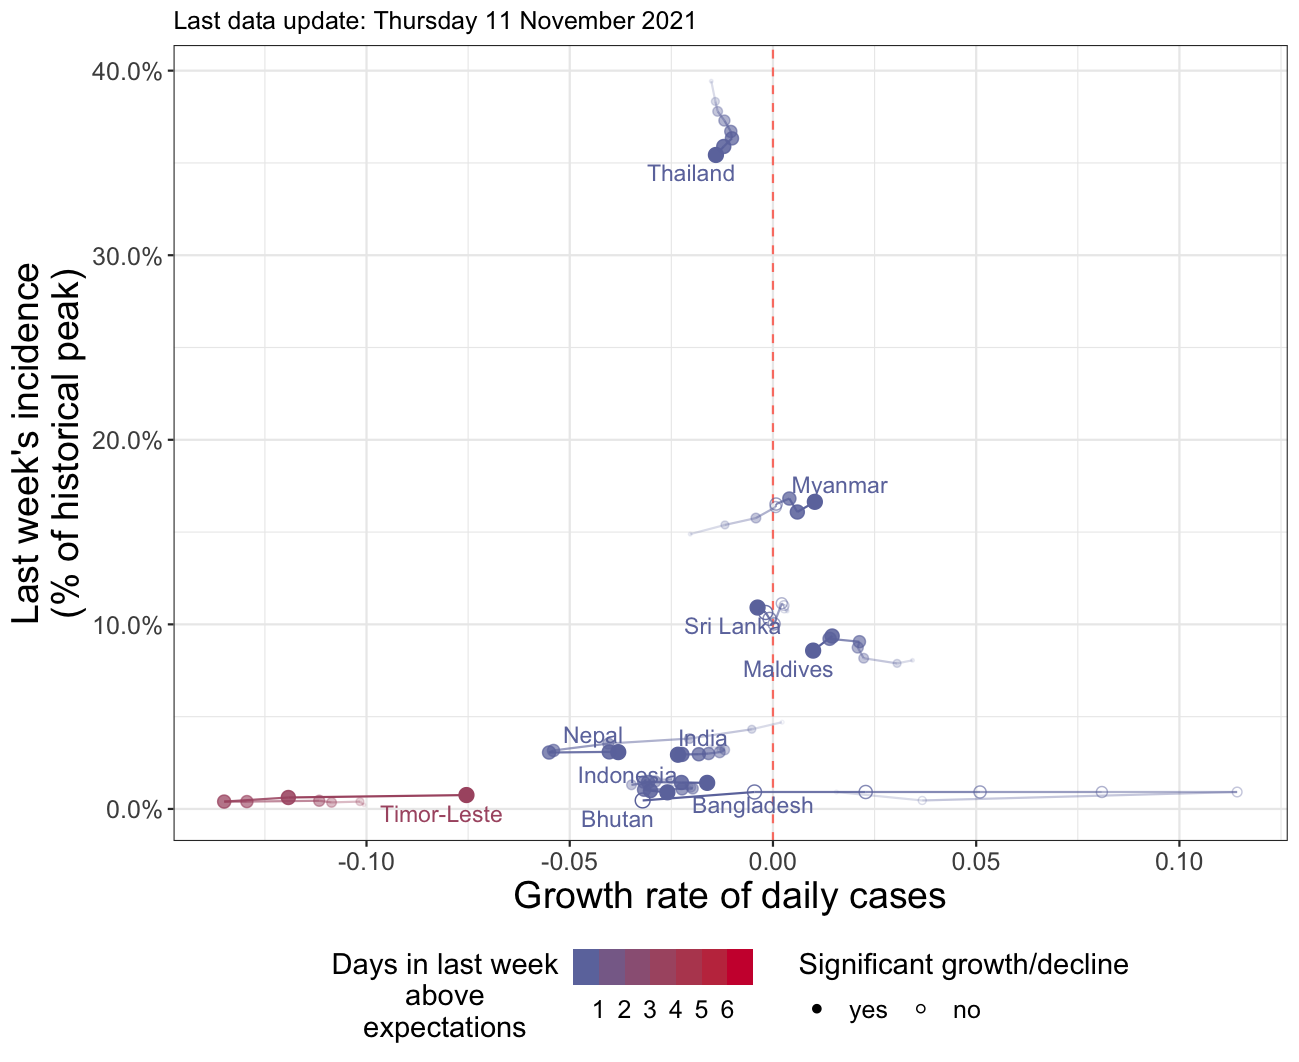 Last data update: Thursday 11 November 2021
Last week's incidence
(% of historical peak)
40.0%
30.0%
20.0%
10.0%
0.0%
Thailand
Myanmar
Sri Lanka
Maldives
Nepal
India
Indonesia
Bangladesh
Timor-Leste
Bhutan
-0.10
-0.05
0.00
0.05
0.10
Growth rate of daily cases
Days in last week
above
expectations
1 2 3 4 5 6
Significant growth/decline
yes no